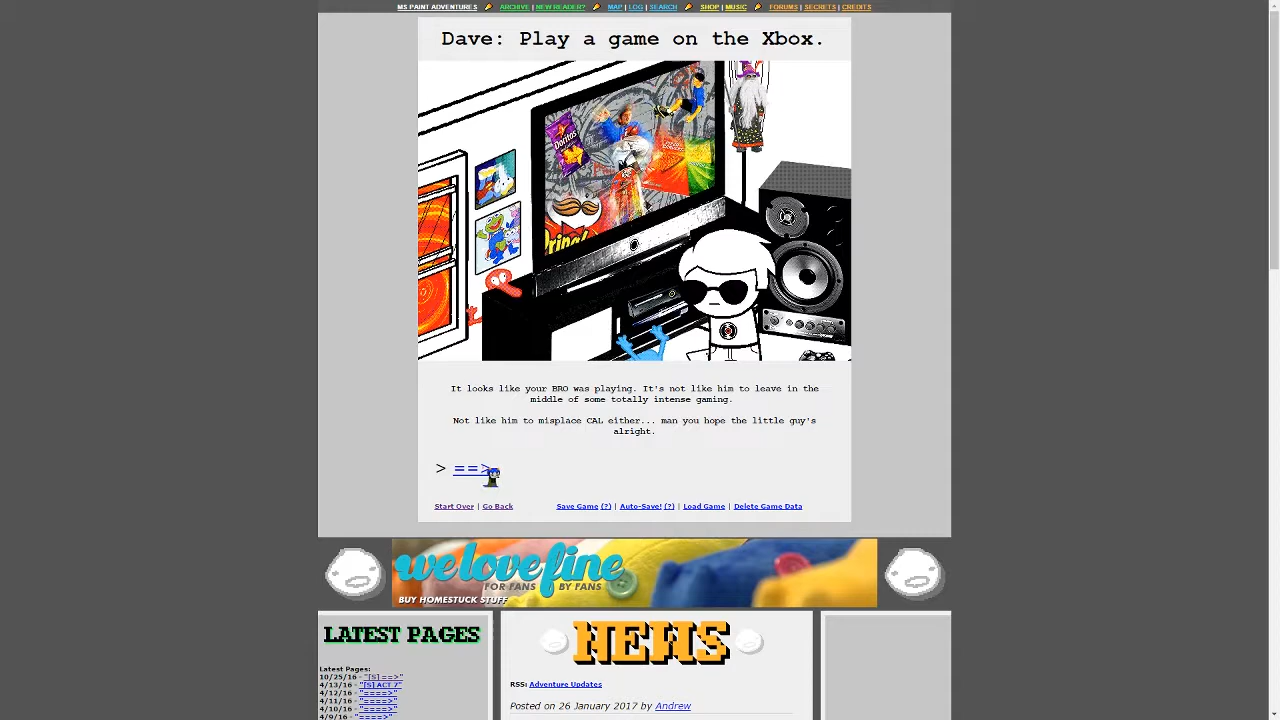 MS PAINT ADVENTURES ARCHIVE | NEW READER? MAP | LOG | SEARCH SHOP | MUSIC FORUMS | SECRETS | CREDITS
Dave: Play a game on the Xbox.
Doritos
Pringl
It looks like your BRO was playing. It's not like him to leave in the
middle of some totally intense gaming.
Not like him to misplace CAL either... man you hope the little guy's
alright.
> ==>
Start Over | Go Back Save Game (?) | Auto-Save! (?) | Load Game | Delete Game Data
welovefine
FOR FANS BY FANS
BUY HOMESTUCK STUFF
LATEST PAGES
Latest Pages:
10/25/16 - "[S] ==>"
4/13/16 - "[S] ACT 7"
4/12/16 - "====>"
4/11/16 - "====>"
4/10/16 - "====>"
4/9/16 - "====>"
NEWS
RSS: Adventure Updates
Posted on 26 January 2017 by Andrew